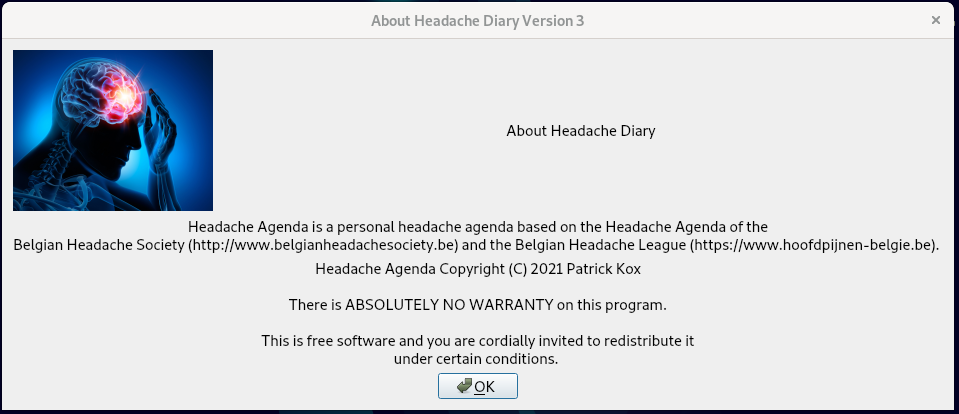 About Headache Diary Version 3
About Headache Diary
Headache Agenda is a personal headache agenda based on the Headache Agenda of the
Belgian Headache Society (http://www.belgianheadachesociety.be) and the Belgian Headache League (https://www.hoofdpijnen-belgie.be).
Headache Agenda Copyright (C) 2021 Patrick Kox
There is ABSOLUTELY NO WARRANTY on this program.
This is free software and you are cordially invited to redistribute it
under certain conditions.
OK